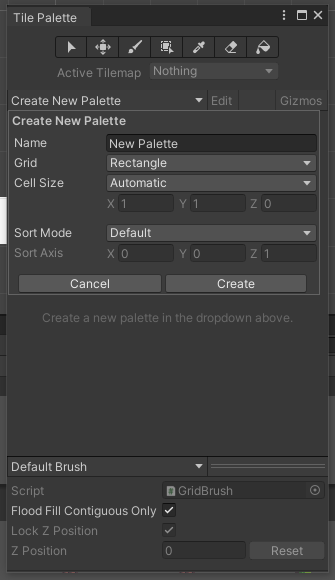 Tile Palette
Active Tilemap Nothing
Create New Palette Edit Gizmos
Create New Palette
Name New Palette
Grid Rectangle
Cell Size Automatic
X 1 Y 1 Z 0
Sort Mode Default
Sort Axis X 0 Y 0 Z 1
Cancel Create
Create a new palette in the dropdown above.
Default Brush
Script GridBrush
Flood Fill Contiguous Only
Lock Z Position
Z Position 0 Reset